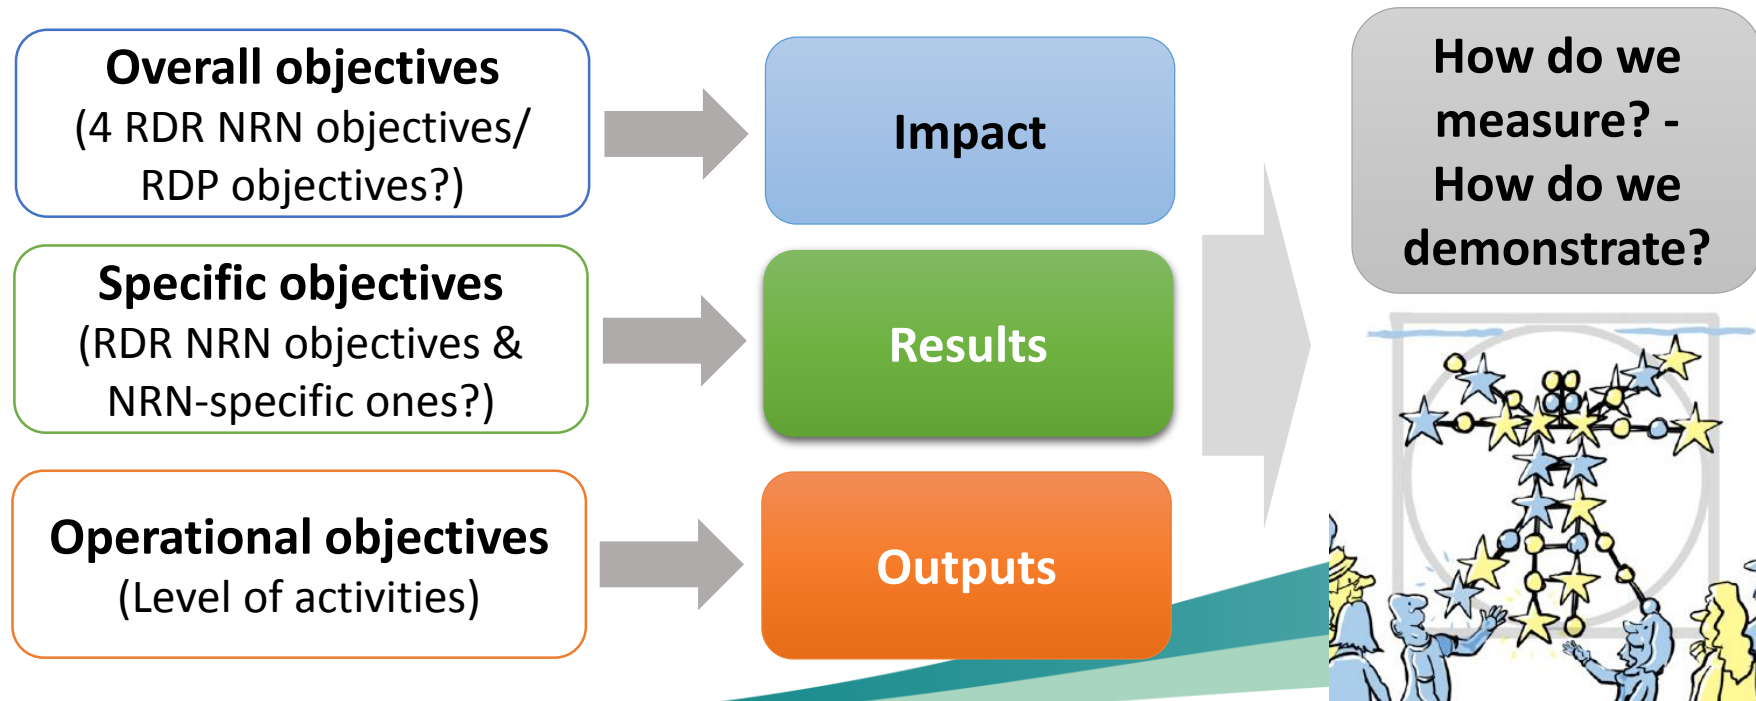 Overall objectives
(4 RDR NRN objectives/
RDP objectives?)
Impact
Specific objectives
(RDR NRN objectives &
NRN-specific ones?)
Results
Operational objectives
(Level of activities)
Outputs
How do we
measure? -
How do we
demonstrate?